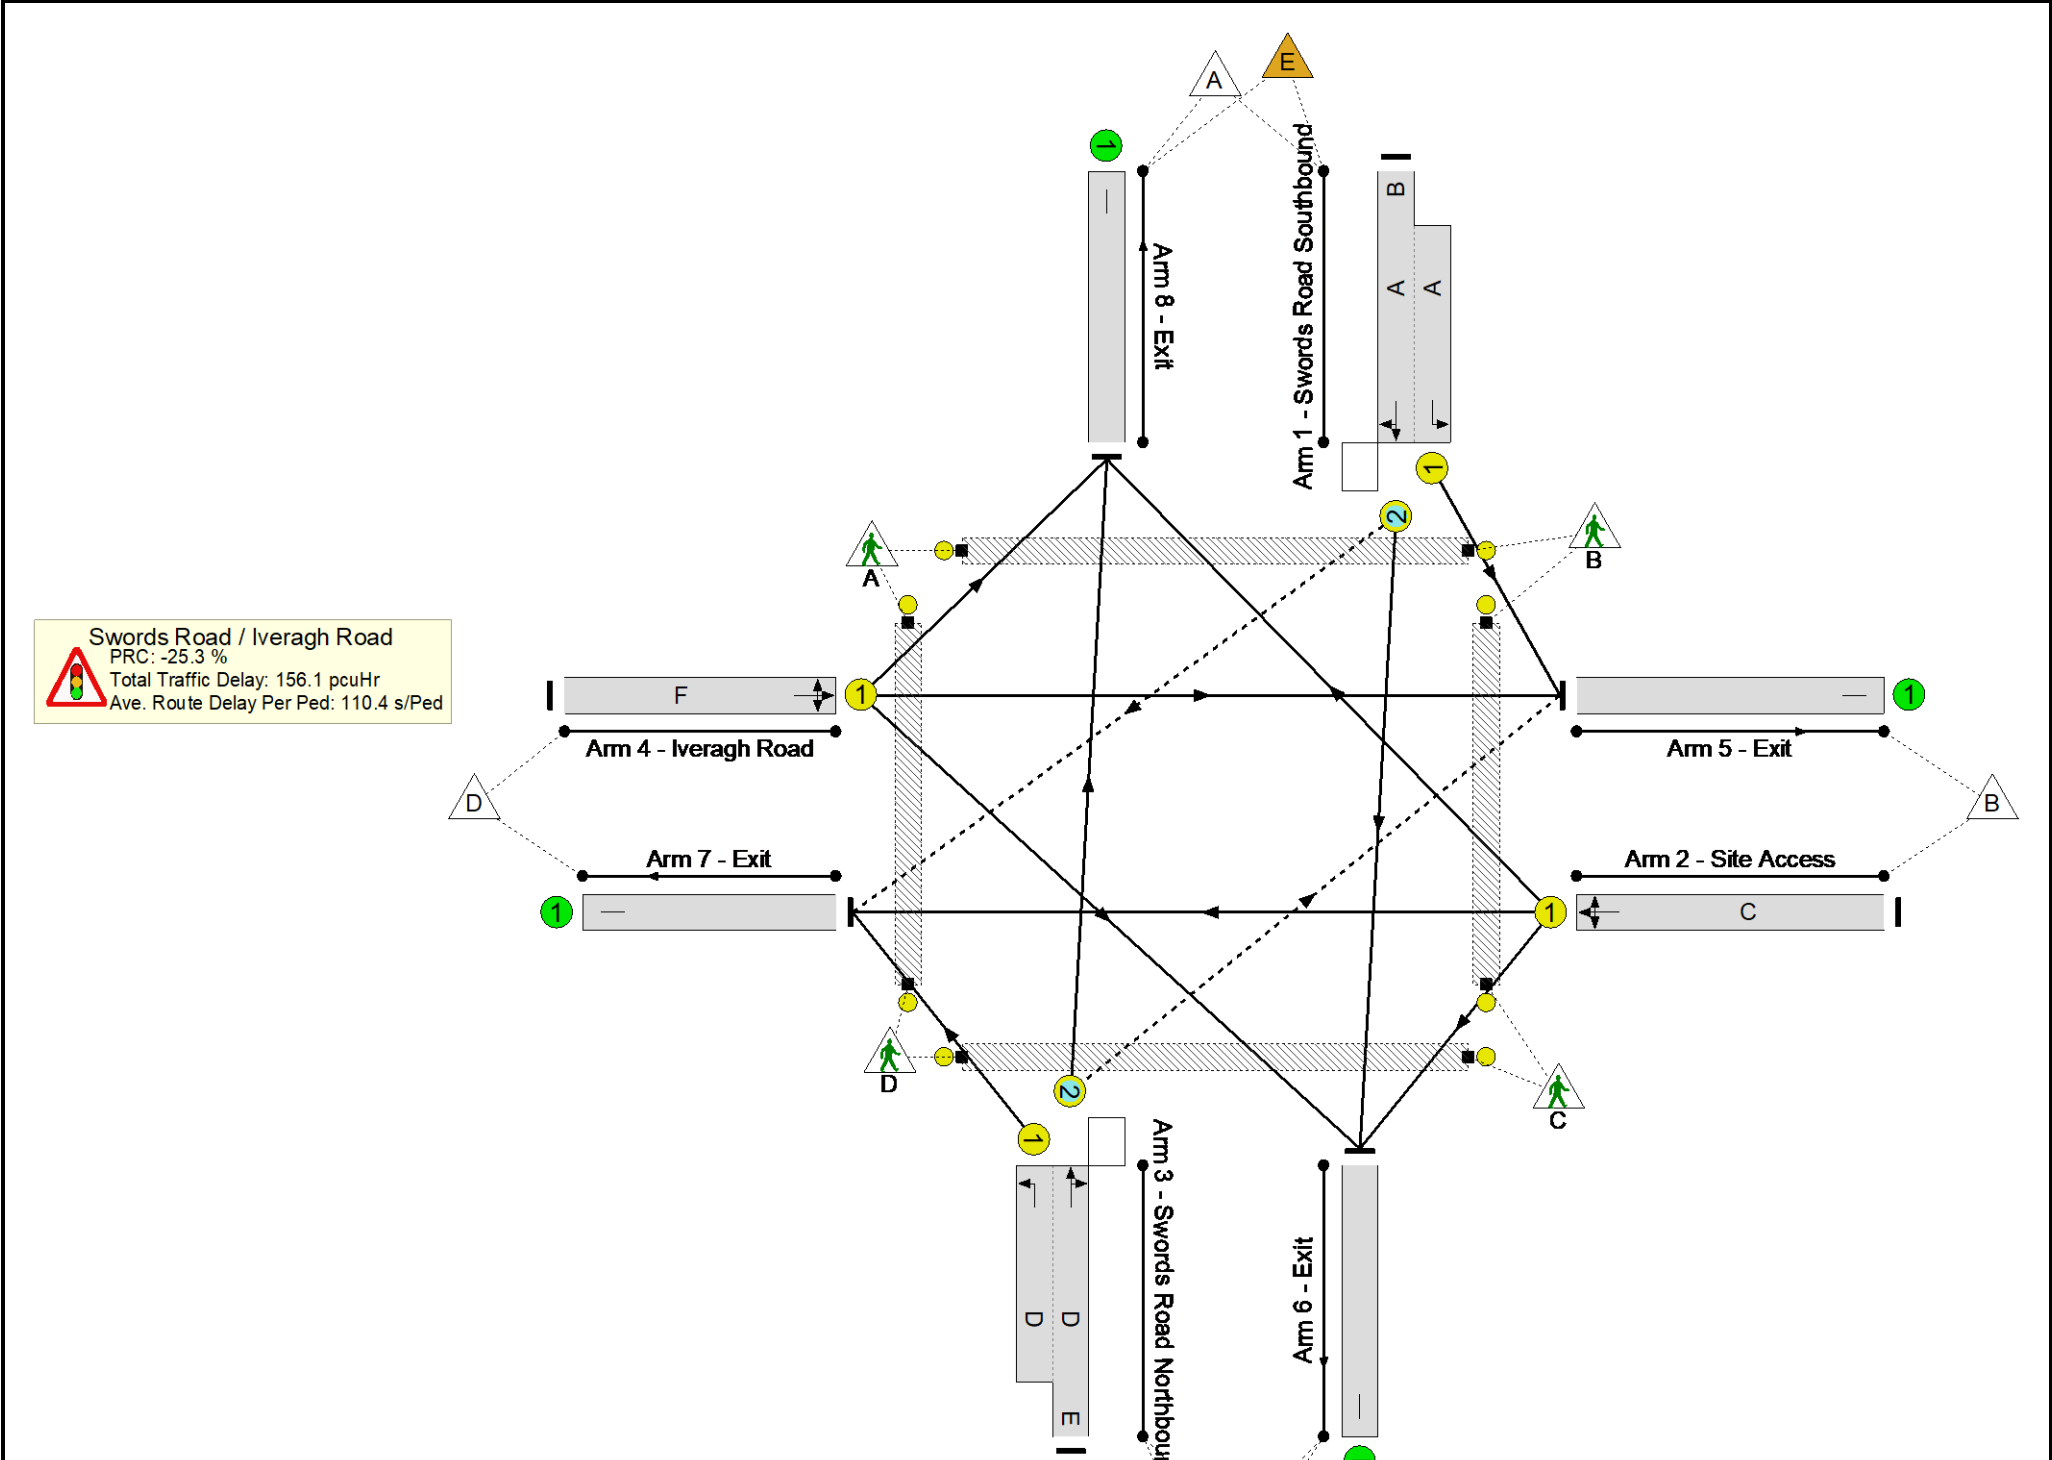 A
E
1
Arm 8 - Exit
Arm 1 - Swords Road Southbound
B
A
A
1
2
A
B
Swords Road / Iveragh Road
PRC: -25.3 %
Total Traffic Delay: 156.1 pcuHr
Ave. Route Delay Per Ped: 110.4 s/Ped
F
1
1
Arm 4 - Iveragh Road
Arm 5 - Exit
D
B
Arm 7 - Exit
Arm 2 - Site Access
1
1
C
D
C
2
1
Arm 3 - Swords Road Northbou
Arm 6 - Exit
D
D
E